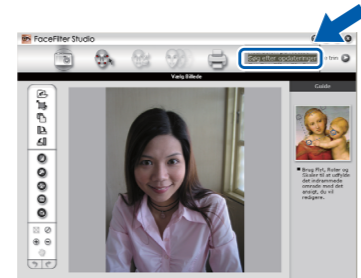 FaceFilter Studio
Søg efter opdateringer
Vælg Billede
Guide
Brug Flyt, Roter og
Skaler til at udfylde
det indrammede
område med det
ansigt, du vil
redigere.